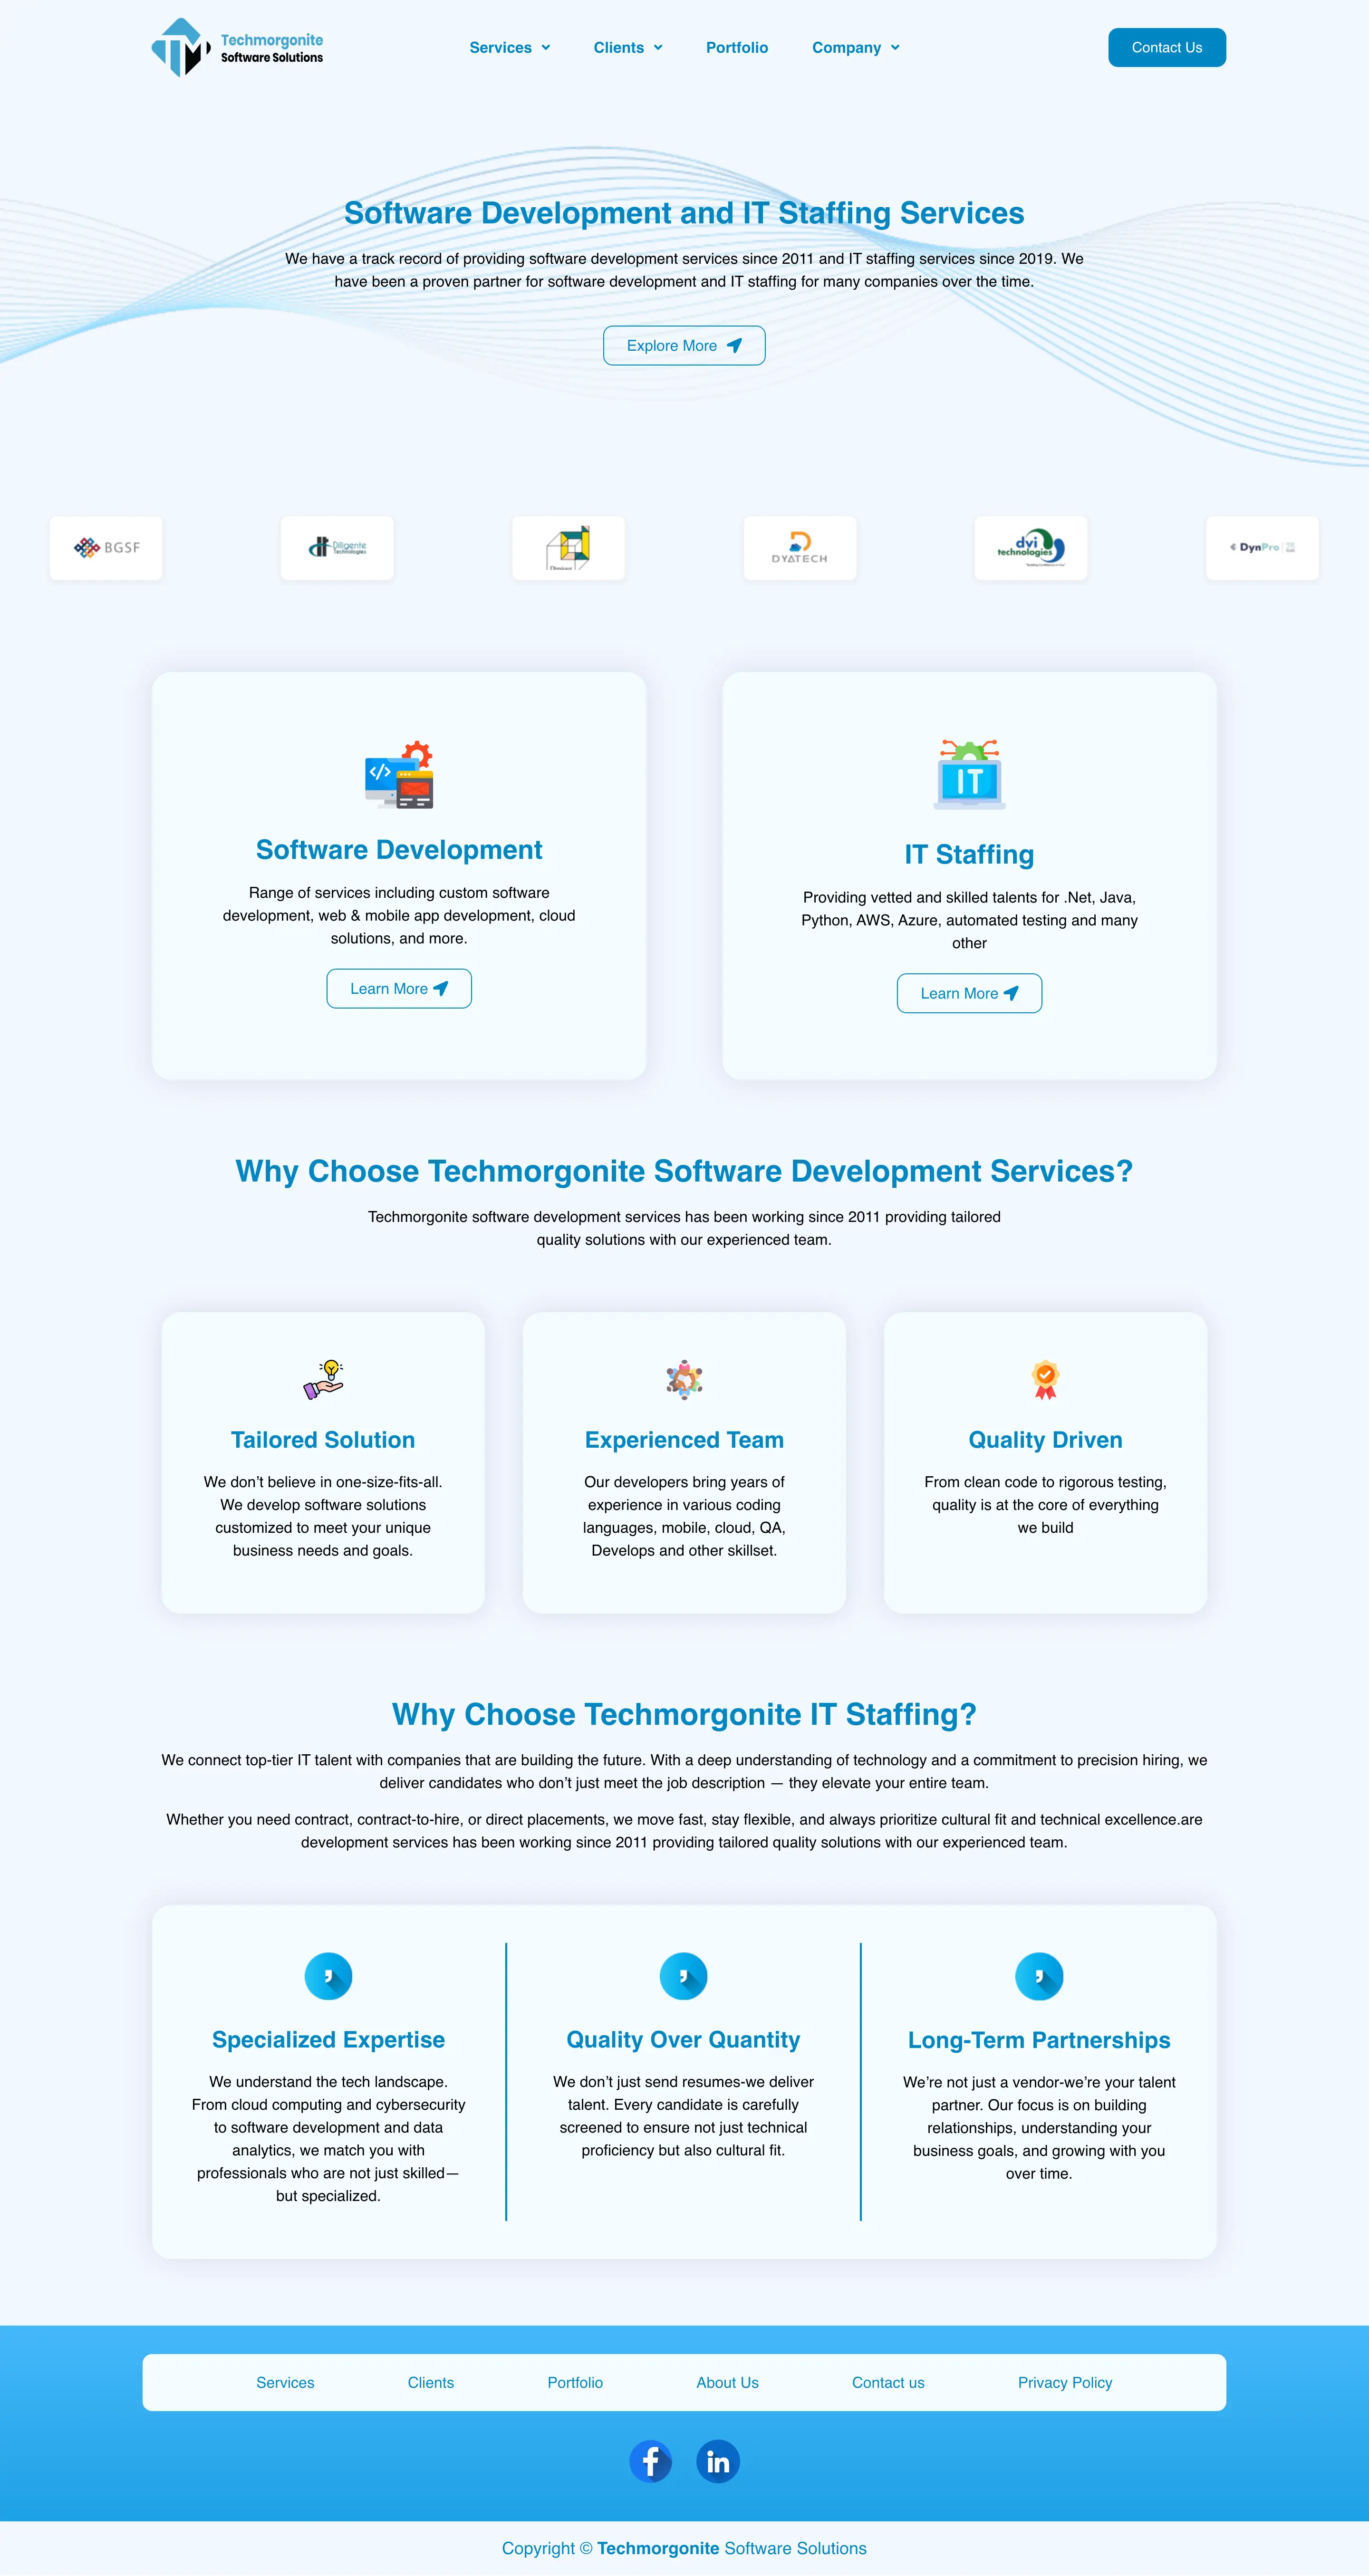 Techmorgonite
Software Solutions
Services
Clients
Portfolio
Company
Contact Us
Software Development and IT Staffing Services
We have a track record of providing software development services since 2011 and IT staffing services since 2019. We
have been a proven partner for software development and IT staffing for many companies over the time.
Explore More
BGSF
Diligente
Technologies
DYATECH
dvi
technologies
DynPro
Software Development
Range of services including custom software
development, web & mobile app development, cloud
solutions, and more.
Learn More
IT
IT Staffing
Providing vetted and skilled talents for .Net, Java,
Python, AWS, Azure, automated testing and many
other
Learn More
Why Choose Techmorgonite Software Development Services?
Techmorgonite software development services has been working since 2011 providing tailored
quality solutions with our experienced team.
Tailored Solution
We don’t believe in one-size-fits-all.
We develop software solutions
customized to meet your unique
business needs and goals.
Experienced Team
Our developers bring years of
experience in various coding
languages, mobile, cloud, QA,
Develops and other skillset.
Quality Driven
From clean code to rigorous testing,
quality is at the core of everything
we build
Why Choose Techmorgonite IT Staffing?
We connect top-tier IT talent with companies that are building the future. With a deep understanding of technology and a commitment to precision hiring, we
deliver candidates who don’t just meet the job description — they elevate your entire team.
Whether you need contract, contract-to-hire, or direct placements, we move fast, stay flexible, and always prioritize cultural fit and technical excellence.are
development services has been working since 2011 providing tailored quality solutions with our experienced team.
Specialized Expertise
We understand the tech landscape.
From cloud computing and cybersecurity
to software development and data
analytics, we match you with
professionals who are not just skilled—
but specialized.
Quality Over Quantity
We don’t just send resumes-we deliver
talent. Every candidate is carefully
screened to ensure not just technical
proficiency but also cultural fit.
Long-Term Partnerships
We’re not just a vendor-we’re your talent
partner. Our focus is on building
relationships, understanding your
business goals, and growing with you
over time.
Services
Clients
Portfolio
About Us
Contact us
Privacy Policy
Copyright © Techmorgonite Software Solutions